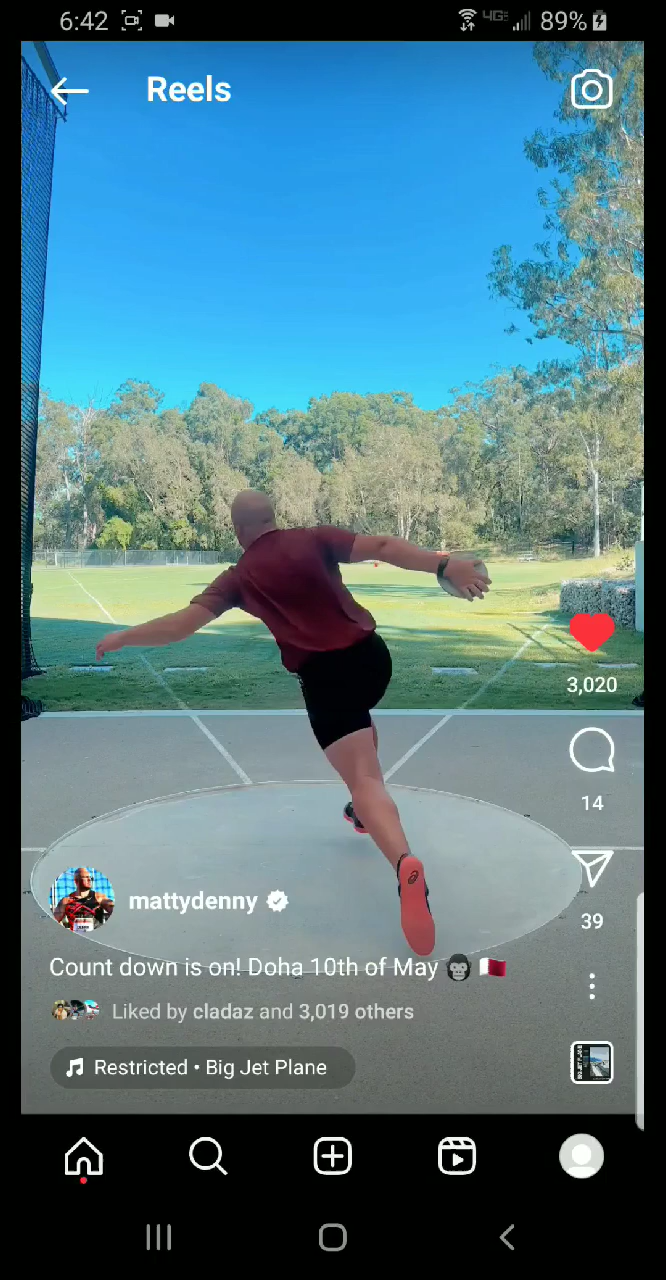 6:42
4GE 89%
Reels
3,020
14
mattydenny
39
Count down is on! Doha 10th of May 🦍 🇶🇦
Liked by cladaz and 3,019 others
Restricted • Big Jet Plane